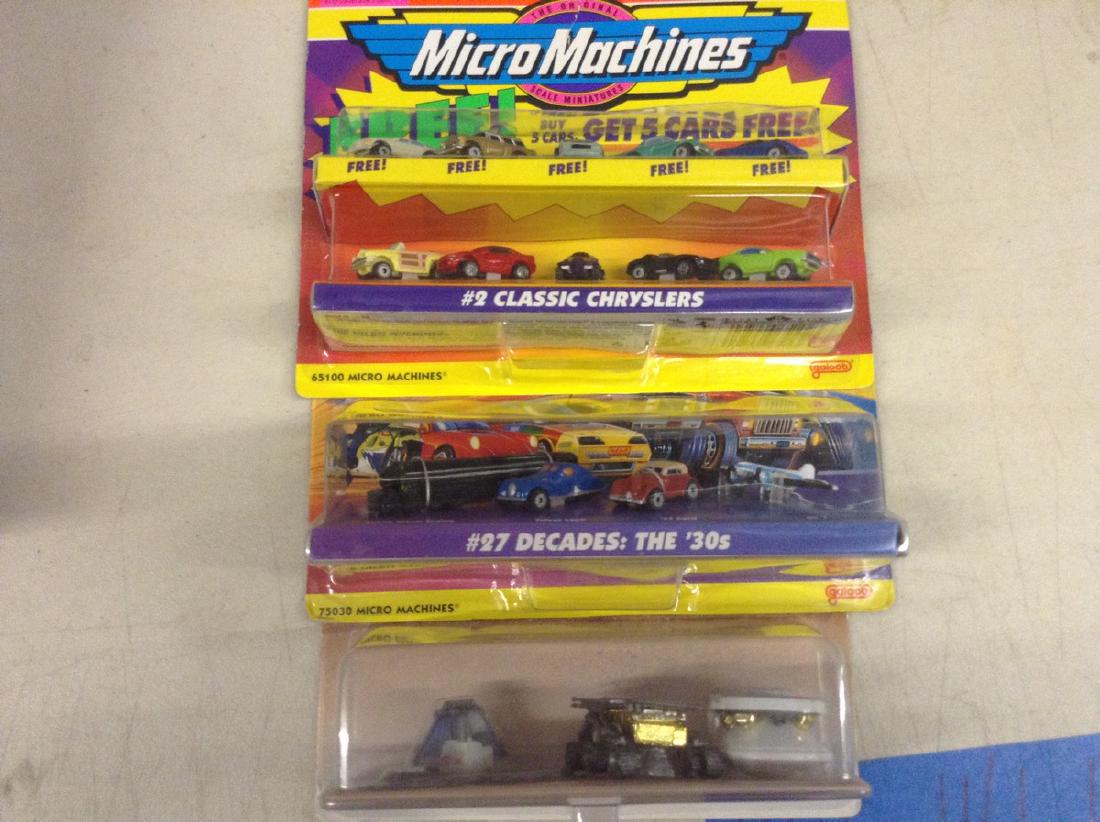 THE ORIGINAL
Micro Machines
SCALE MINIATURES
FREE!
BUY
5 CARS, GET 5 CARS FREE!
FREE! FREE! FREE! FREE! FREE!
#2 CLASSIC CHRYSLERS
65100 MICRO MACHINES® galoob
#27 DECADES: THE '30s
75030 MICRO MACHINES® galoob